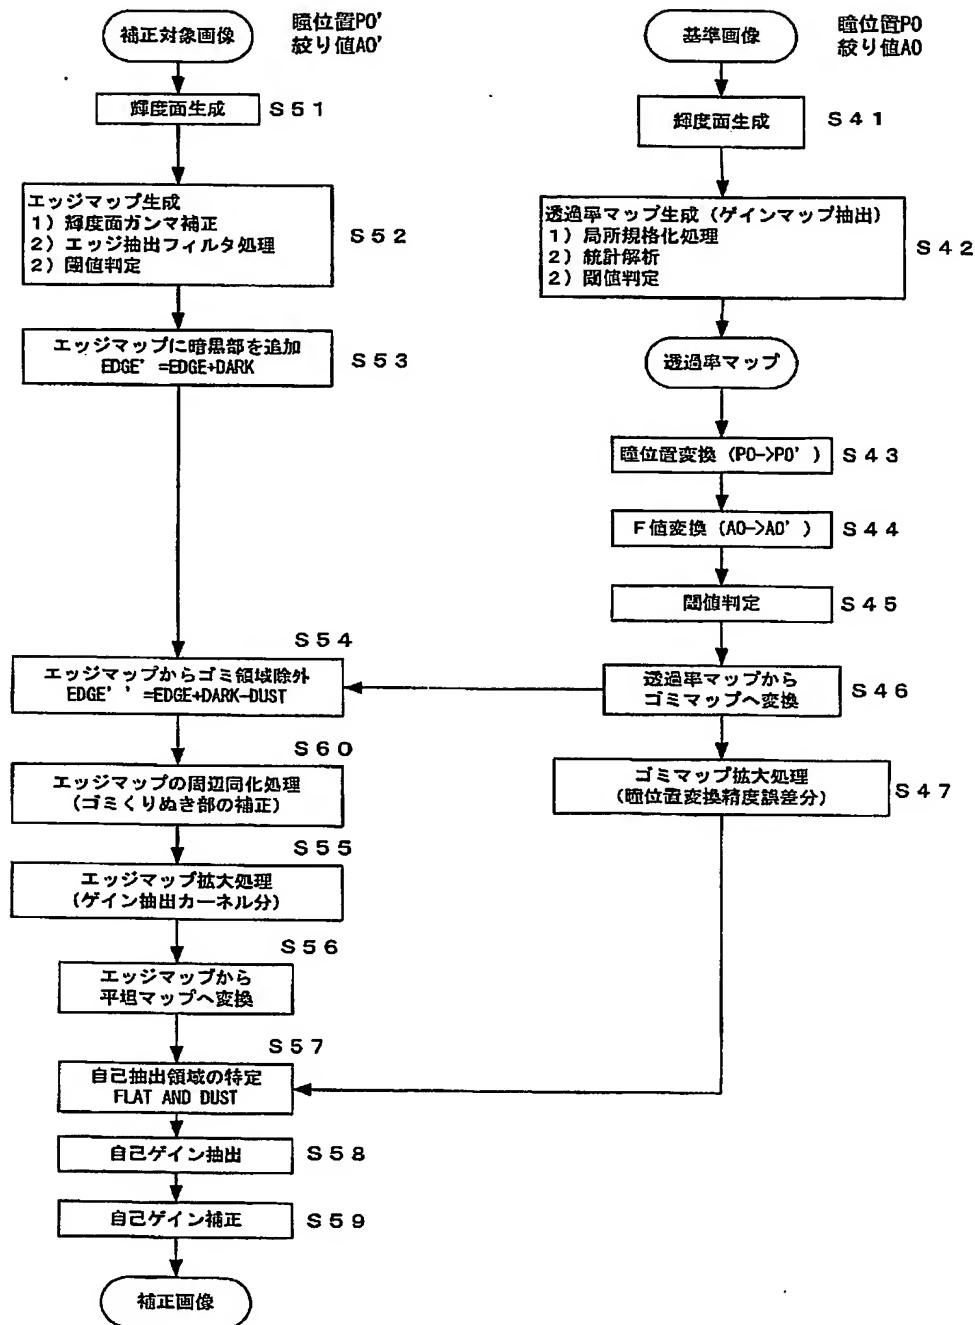 補正対象画像
瞳位置PO'
絞り値AO'
輝度面生成
S51
エッジマップ生成
1) 輝度面ガンマ補正
2) エッジ抽出フィルタ処理
2) 閾値判定
S52
エッジマップに暗黒部を追加
EDGE' =EDGE+DARK
S53
S54
エッジマップからゴミ領域除外
EDGE' ' =EDGE+DARK-DUST
S60
エッジマップの周辺同化処理
(ゴミくりぬき部の補正)
S55
エッジマップ拡大処理
(ゲイン抽出カーネル分)
S56
エッジマップから
平坦マップへ変換
S57
自己抽出領域の特定
FLAT AND DUST
自己ゲイン抽出
S58
自己ゲイン補正
S59
補正画像
基準画像
瞳位置PO
絞り値AO
輝度面生成
S41
透過率マップ生成 (ゲインマップ抽出)
1) 局所規格化処理
2) 統計解析
2) 閾値判定
S42
透過率マップ
瞳位置変換 (PO->PO' )
S43
F値変換 (AO->AO' )
S44
閾値判定
S45
透過率マップから
ゴミマップへ変換
S46
ゴミマップ拡大処理
(瞳位置変換精度誤差分)
S47